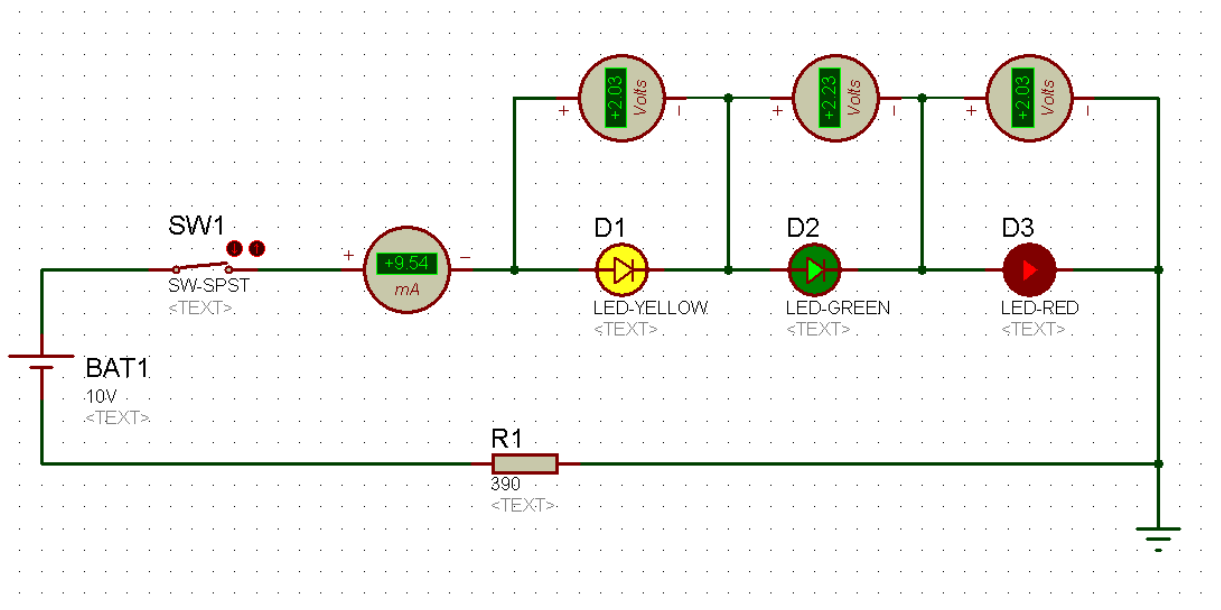 +2.03
Volts
+2.23
Volts
+2.03
Volts
+ - + - + -
SW1
D1
D2
D3
+ -
+9.54
mA
SW-SPST
<TEXT>
LED-YELLOW
<TEXT>
LED-GREEN
<TEXT>
LED-RED
<TEXT>
BAT1
10V
<TEXT>
R1
390
<TEXT>